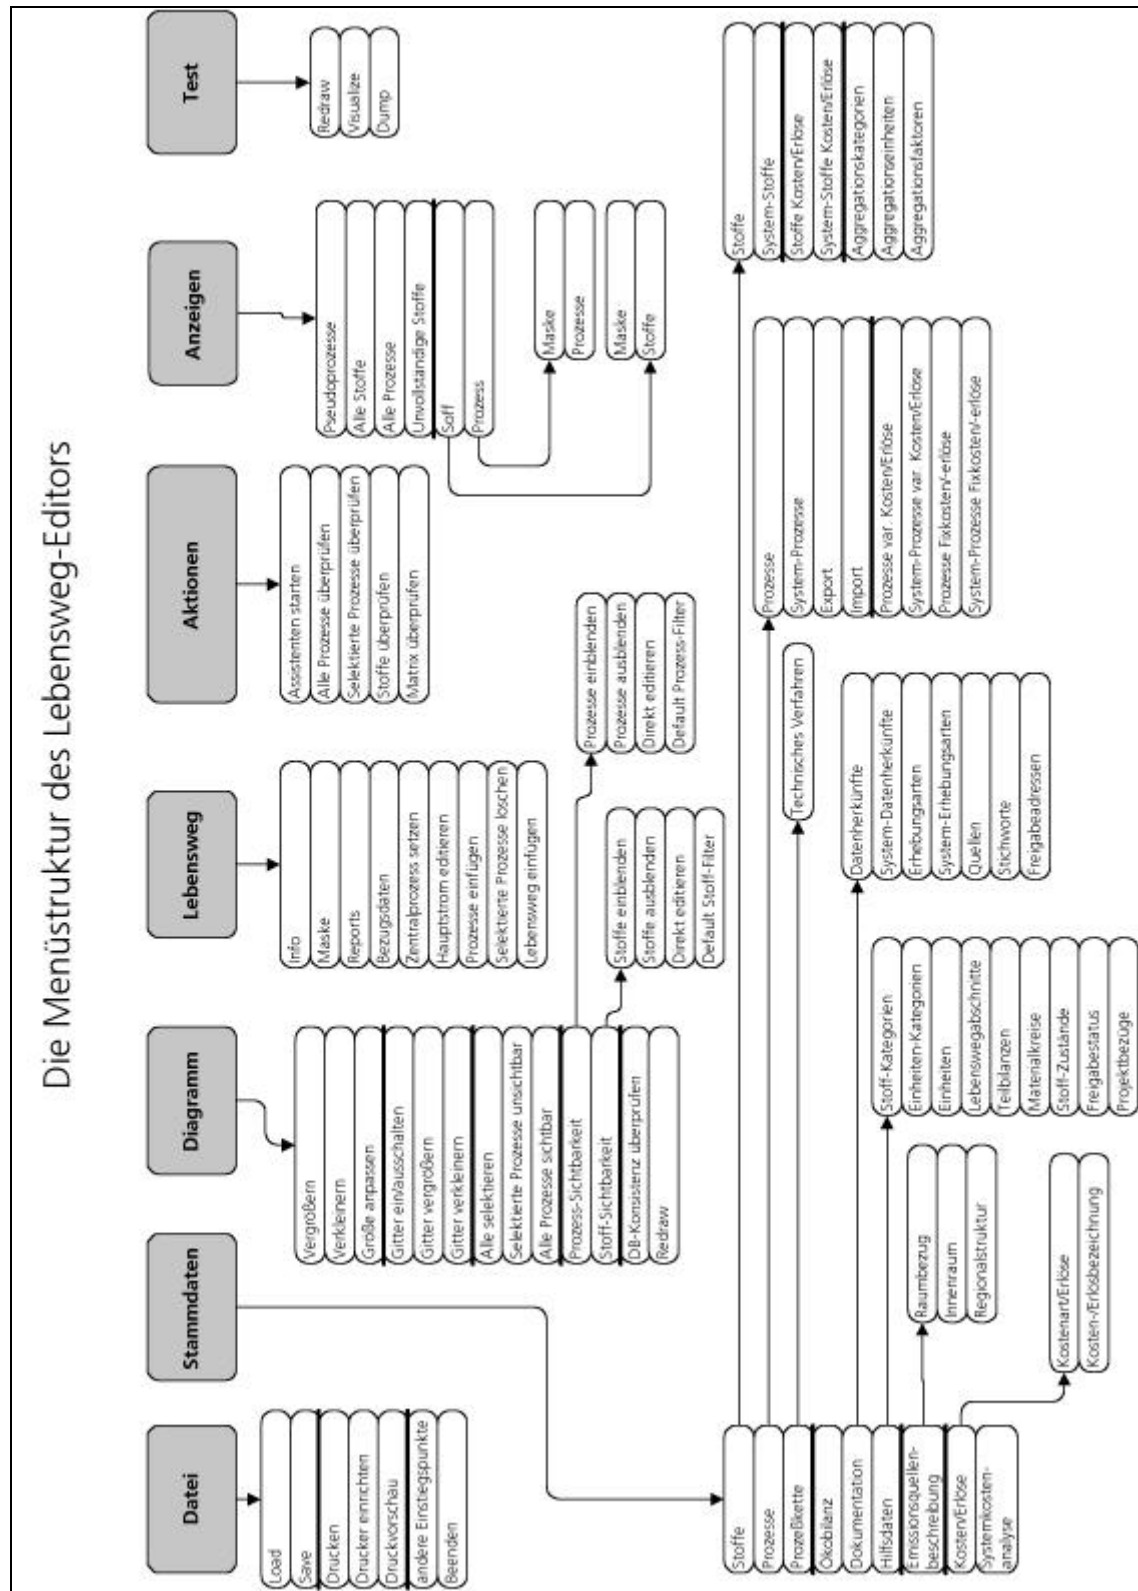 Die Menüstruktur des Lebensweg-Editors
Datei
Stammdaten
Diagramm
Lebensweg
Aktionen
Anzeigen
Test
Load
Save
Drucken
Drucker einrichten
Druckvorschau
andere Einstiegspunkte
Beenden
Vergrößern
Verkleinern
Größe anpassen
Gitter ein/ausschalten
Gitter vergrößern
Gitter verkleinern
Alle selektieren
Selektierte Prozesse unsichtbar
Alle Prozesse sichtbar
Prozess-Sichtbarkeit
Stoff-Sichtbarkeit
DB-Konsistenz überprüfen
Redraw
Info
Maske
Reports
Bezugsdaten
Zentralprozess setzen
Hauptstrom editieren
Prozesse einfügen
Selektierte Prozesse löschen
Lebensweg einfügen
Assistenten starten
Alle Prozesse überprüfen
Selektierte Prozesse überprüfen
Stoffe überprüfen
Matrix überprüfen
Pseudoprozesse
Alle Stoffe
Alle Prozesse
Unvollständige Stoffe
Soff
Prozess
Redraw
Visualize
Dump
Maske
Prozesse
Maske
Stoffe
Prozesse einblenden
Prozesse ausblenden
Direkt editieren
Default Prozess-Filter
Stoffe einblenden
Stoffe ausblenden
Direkt editieren
Default Stoff-Filter
Stoffe
Prozesse
Prozeßkette
Ökobilanz
Dokumentation
Hilfsdaten
Emissionsquellen-
beschreibung
Kosten/Erlöse
Systemkosten-
analyse
Stoffe
System-Stoffe
Stoffe Kosten/Erlöse
System-Stoffe Kosten/Erlöse
Aggregationskategorien
Aggregationseinheiten
Aggregationsfaktoren
Prozesse
System-Prozesse
Export
Import
Prozesse var. Kosten/Erlöse
System-Prozesse var. Kosten/Erlöse
Prozesse Fixkosten/-erlöse
System-Prozesse Fixkosten/-erlöse
Technisches Verfahren
Datenherkünfte
System-Datenherkünfte
Erhebungsarten
System-Erhebungsarten
Quellen
Stichworte
Freigabeadressen
Stoff-Kategorien
Einheiten-Kategorien
Einheiten
Lebenswegabschnitte
Teilbilanzen
Materialkreise
Stoff-Zustände
Freigabestatus
Projektbezüge
Raumbezug
Innenraum
Regionalstruktur
Kostenart/Erlöse
Kosten-/Erlösbezeichnung